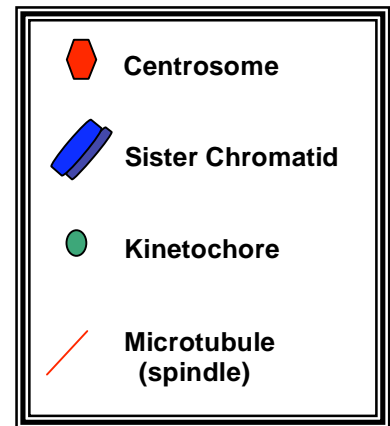 Centrosome
Sister Chromatid
Kinetochore
Microtubule
(spindle)